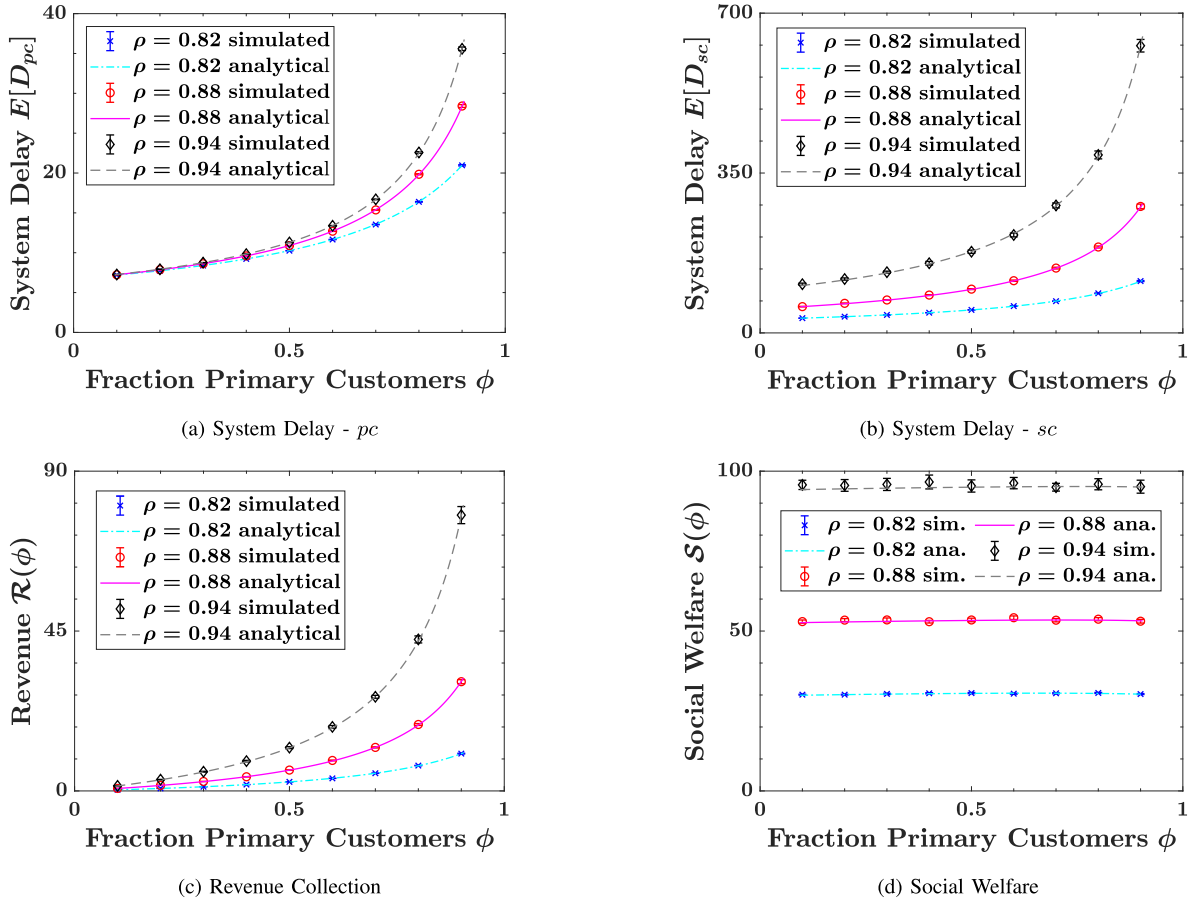 40
20
0
0
0.5
1
System Delay E[D_pc]
Fraction Primary Customers ϕ
ρ = 0.82 simulated
ρ = 0.82 analytical
ρ = 0.88 simulated
ρ = 0.88 analytical
ρ = 0.94 simulated
ρ = 0.94 analytical
(a) System Delay - pc
700
350
0
0
0.5
1
System Delay E[D_sc]
Fraction Primary Customers ϕ
ρ = 0.82 simulated
ρ = 0.82 analytical
ρ = 0.88 simulated
ρ = 0.88 analytical
ρ = 0.94 simulated
ρ = 0.94 analytical
(b) System Delay - sc
90
45
0
0
0.5
1
Revenue R(ϕ)
Fraction Primary Customers ϕ
ρ = 0.82 simulated
ρ = 0.82 analytical
ρ = 0.88 simulated
ρ = 0.88 analytical
ρ = 0.94 simulated
ρ = 0.94 analytical
(c) Revenue Collection
100
50
0
0
0.5
1
Social Welfare S(ϕ)
Fraction Primary Customers ϕ
ρ = 0.82 sim.
ρ = 0.82 ana.
ρ = 0.88 sim.
ρ = 0.88 ana.
ρ = 0.94 sim.
ρ = 0.94 ana.
(d) Social Welfare